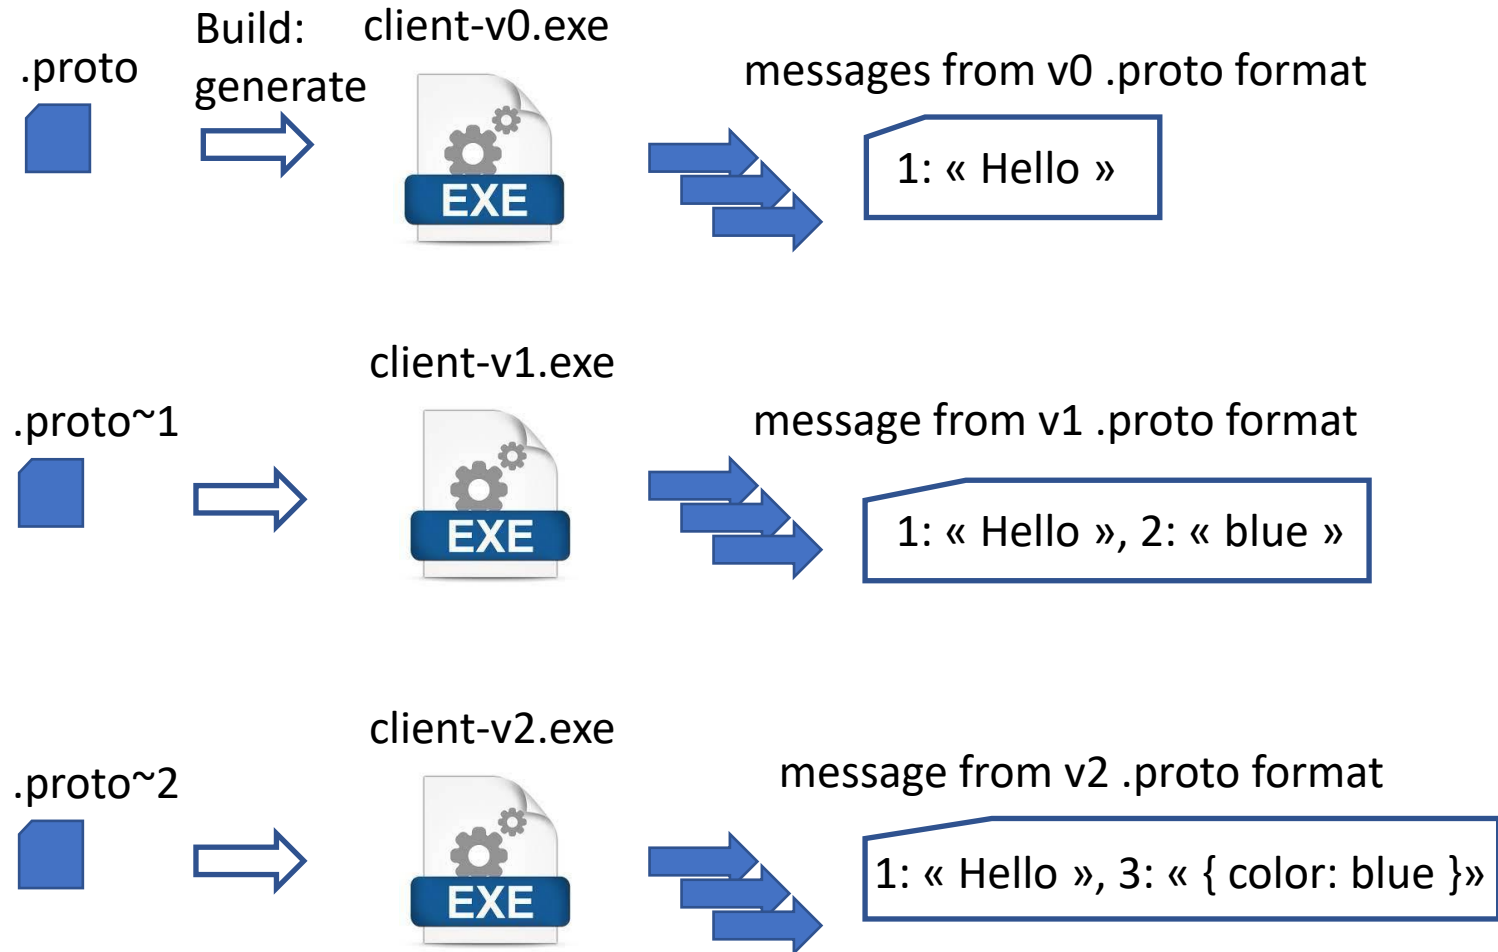 .proto
Build:
generate
client-v0.exe
EXE
messages from v0 .proto format
1: « Hello »
.proto~1
client-v1.exe
EXE
message from v1 .proto format
1: « Hello », 2: « blue »
.proto~2
client-v2.exe
EXE
message from v2 .proto format
1: « Hello », 3: « { color: blue }»